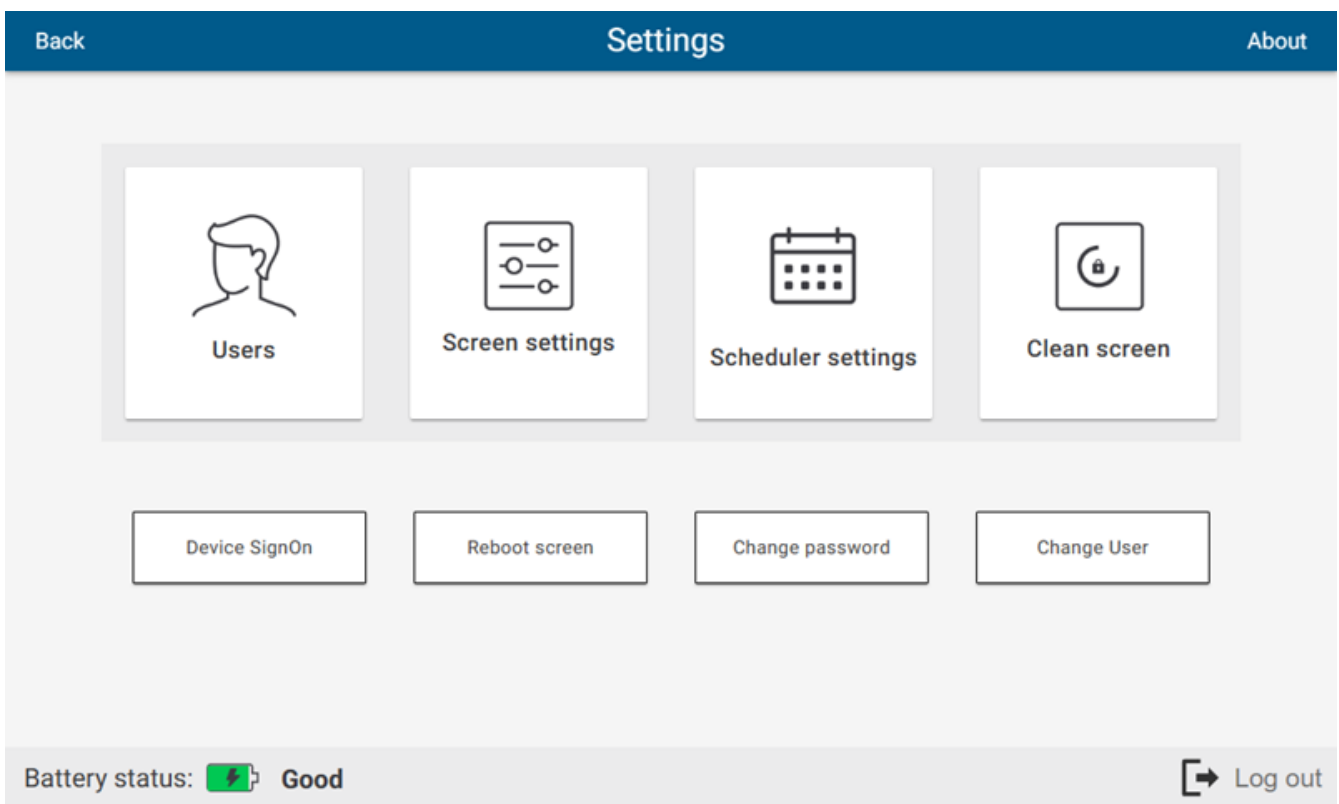 Back
Settings
About
Users
Screen settings
Scheduler settings
Clean screen
Device SignOn
Reboot screen
Change password
Change User
Battery status:
Good
Log out